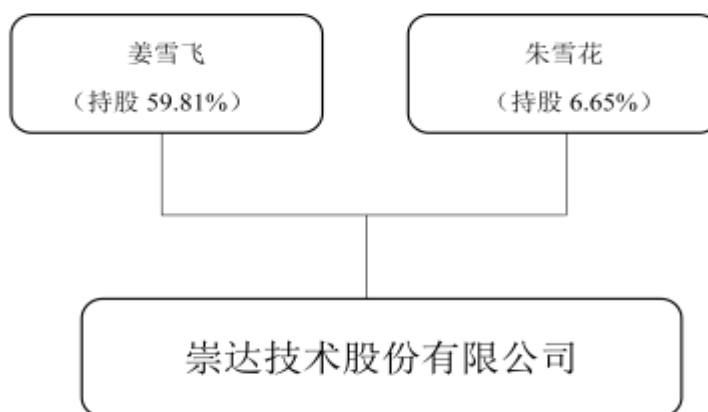 姜雪飞
（持股 59.81%）
朱雪花
（持股 6.65%）
崇达技术股份有限公司